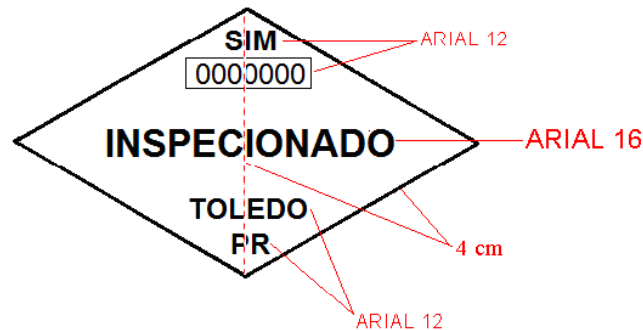 SIM
ARIAL 12
0000000
INSPECIONADO
ARIAL 16
TOLEDO
PR
4 cm
ARIAL 12